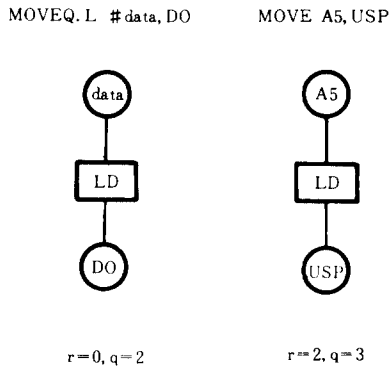 MOVEQ.L #data,DO
MOVE A5,USP
data
A5
LD
LD
DO
USP
r=0,q=2
r=2,q=3